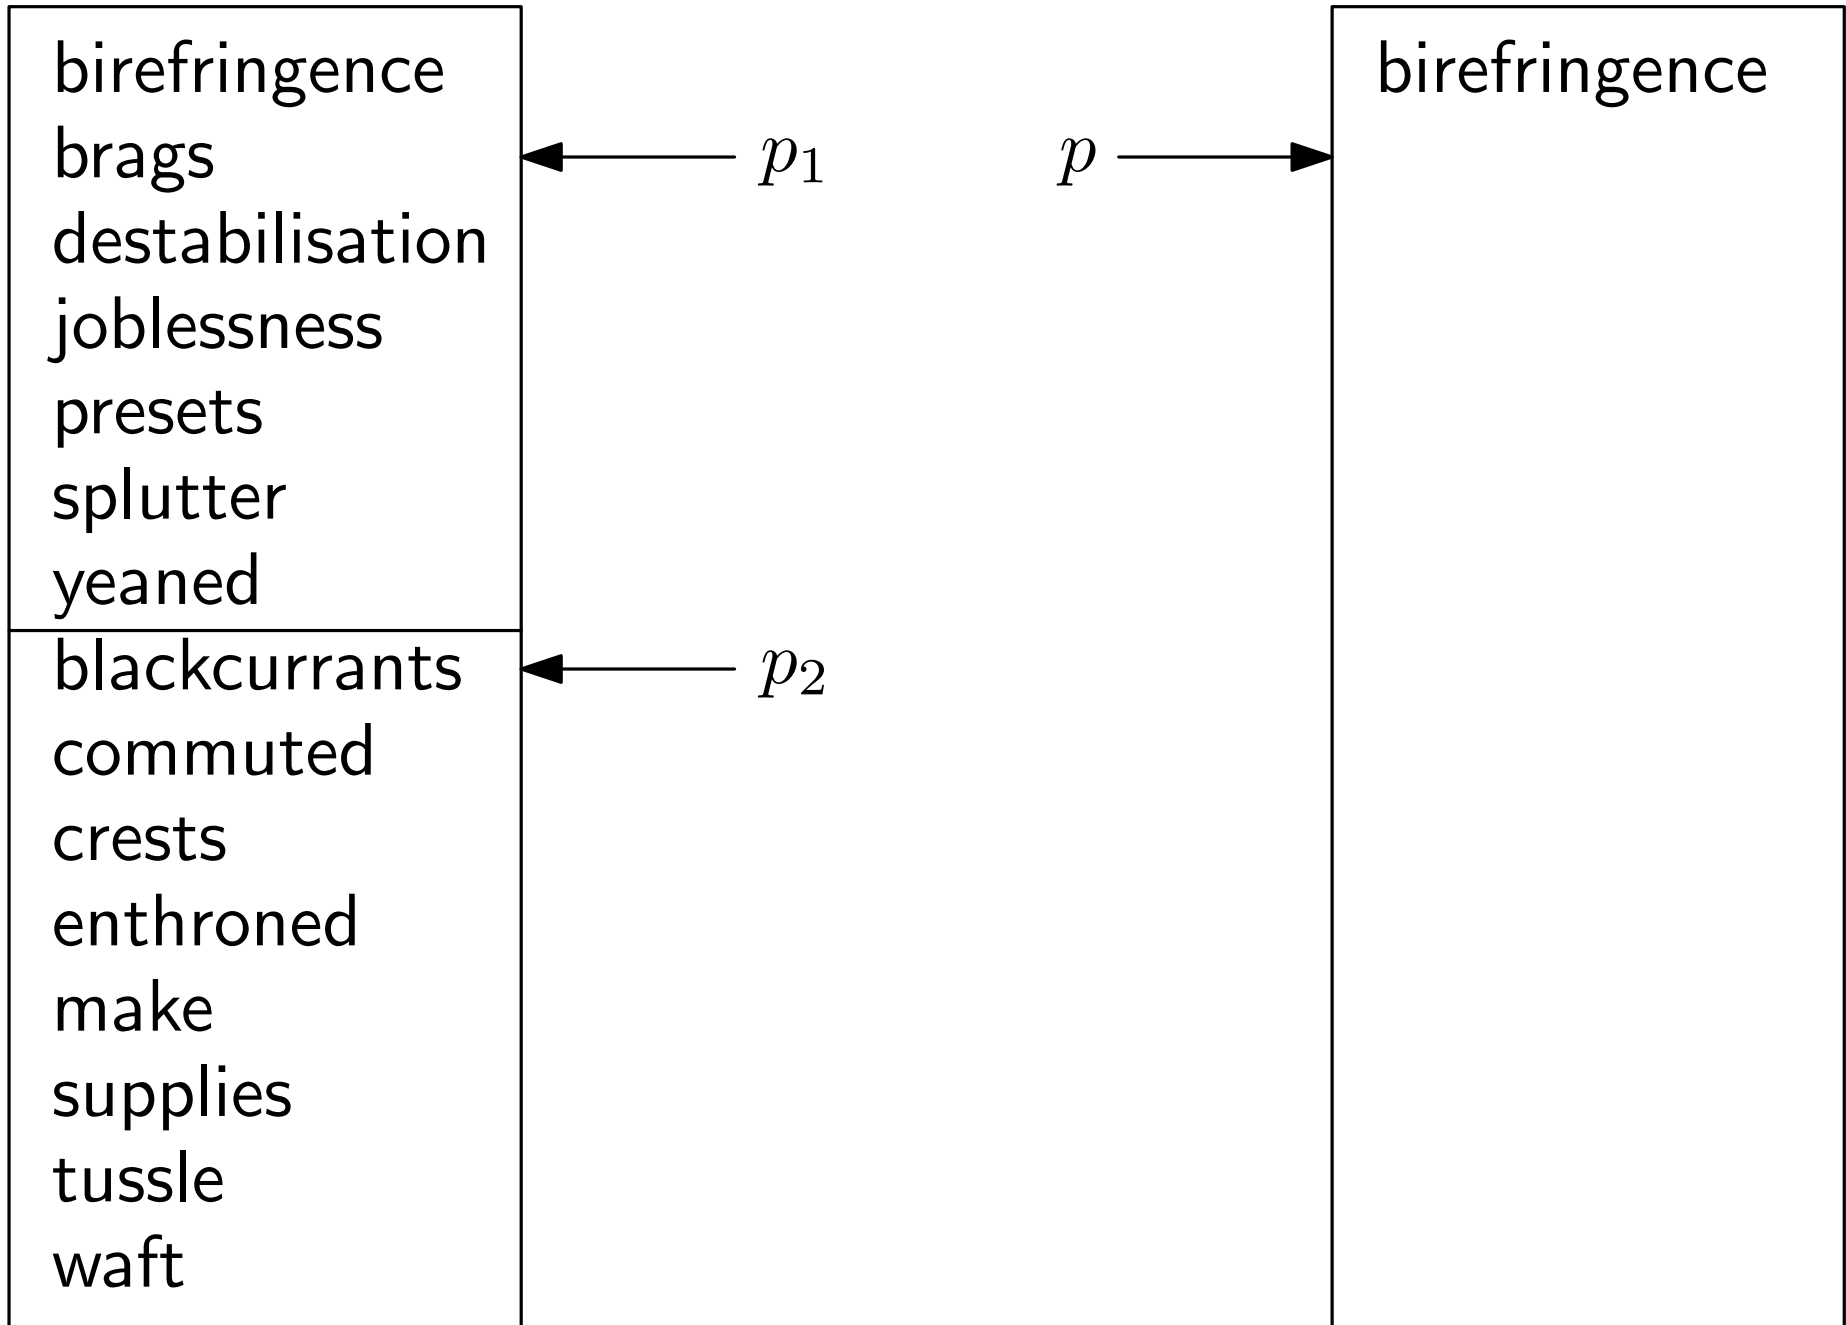 birefringence
brags
destabilisation
joblessness
presets
splutter
yeaned
blackcurrants
commuted
crests
enthroned
make
supplies
tussle
waft
p₁
p₂
p
birefringence